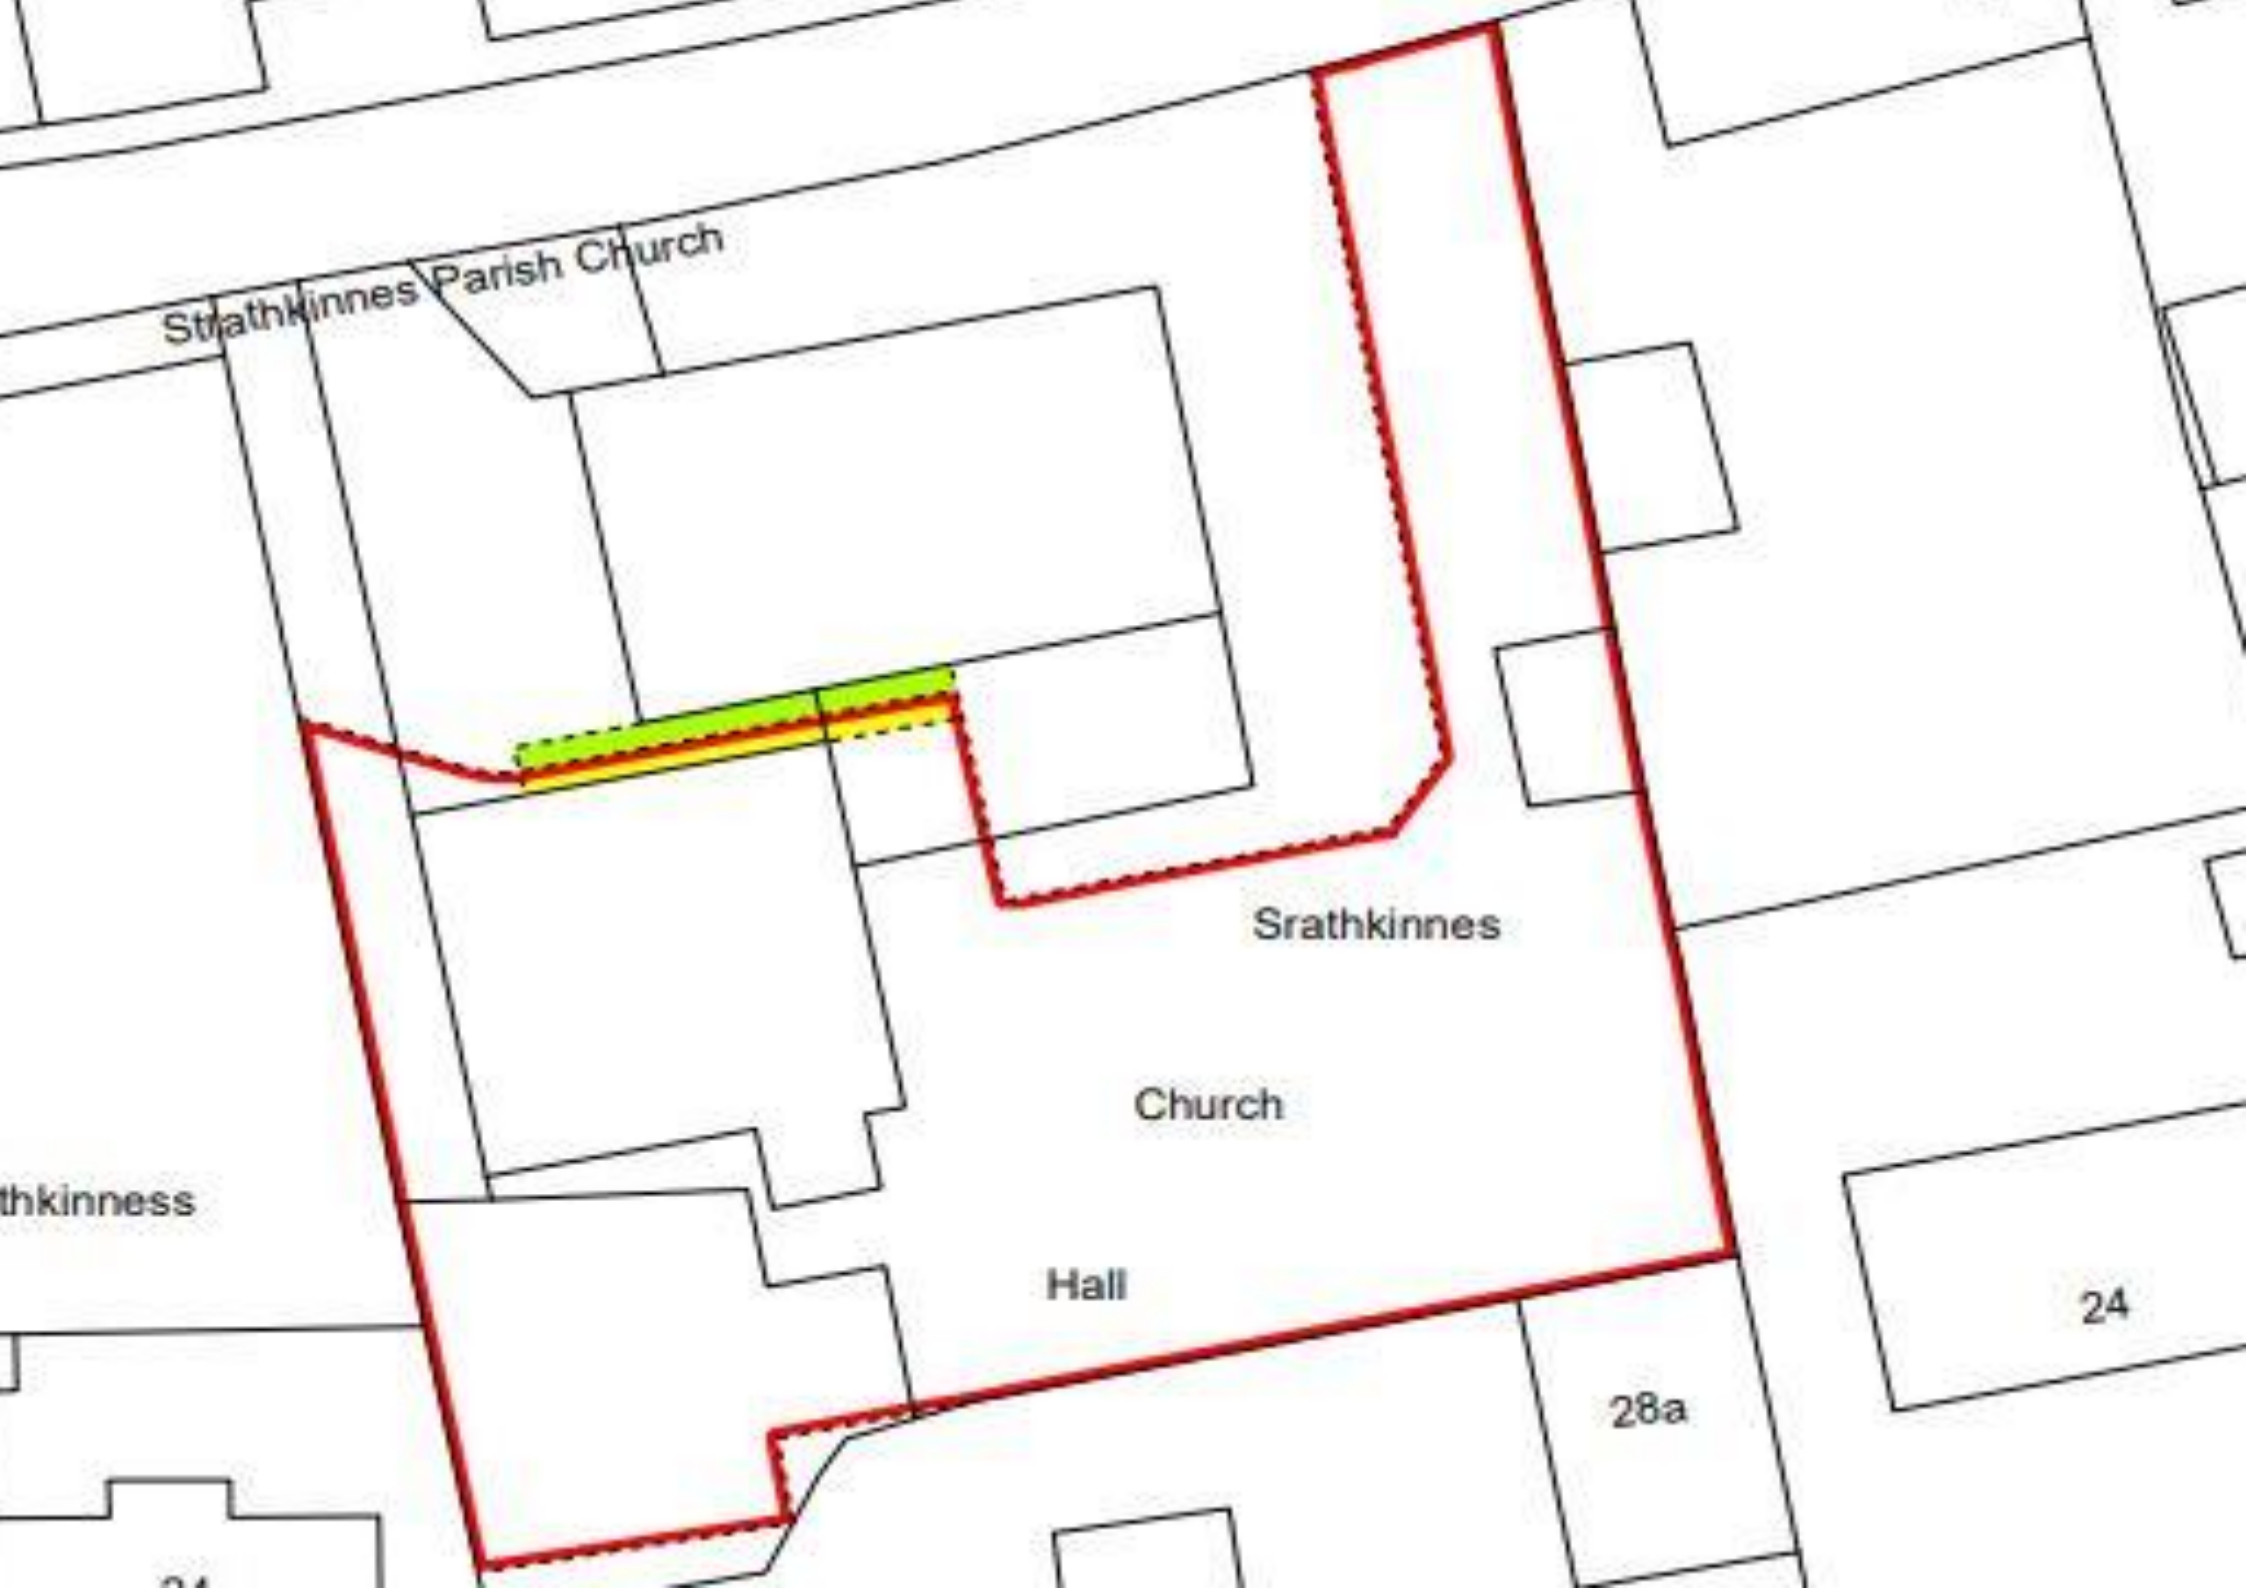 Strathkinnes Parish Church
Srathkinnes
Church
thkinness
Hall
24
28a